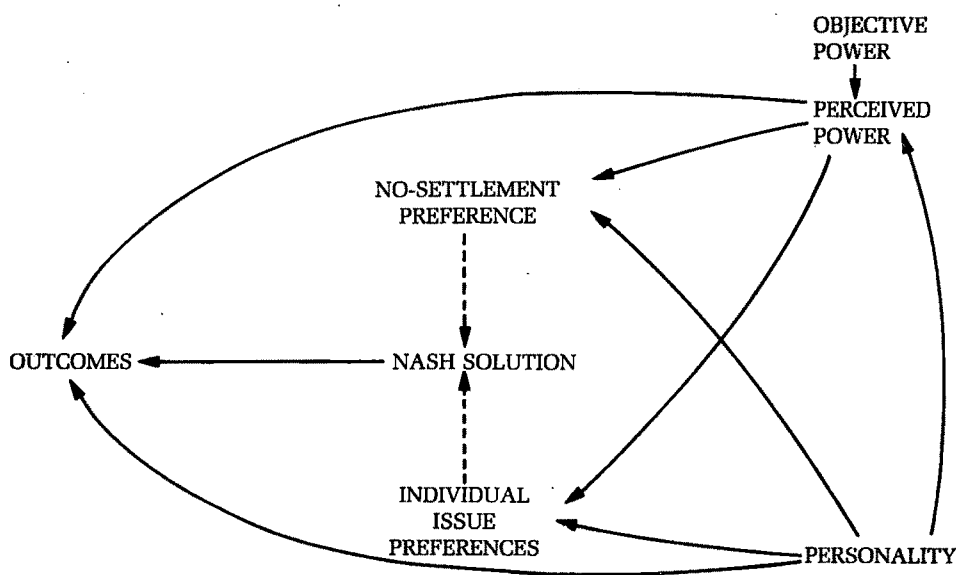 OBJECTIVE
POWER
PERCEIVED
POWER
NO-SETTLEMENT
PREFERENCE
OUTCOMES
NASH SOLUTION
INDIVIDUAL
ISSUE
PREFERENCES
PERSONALITY